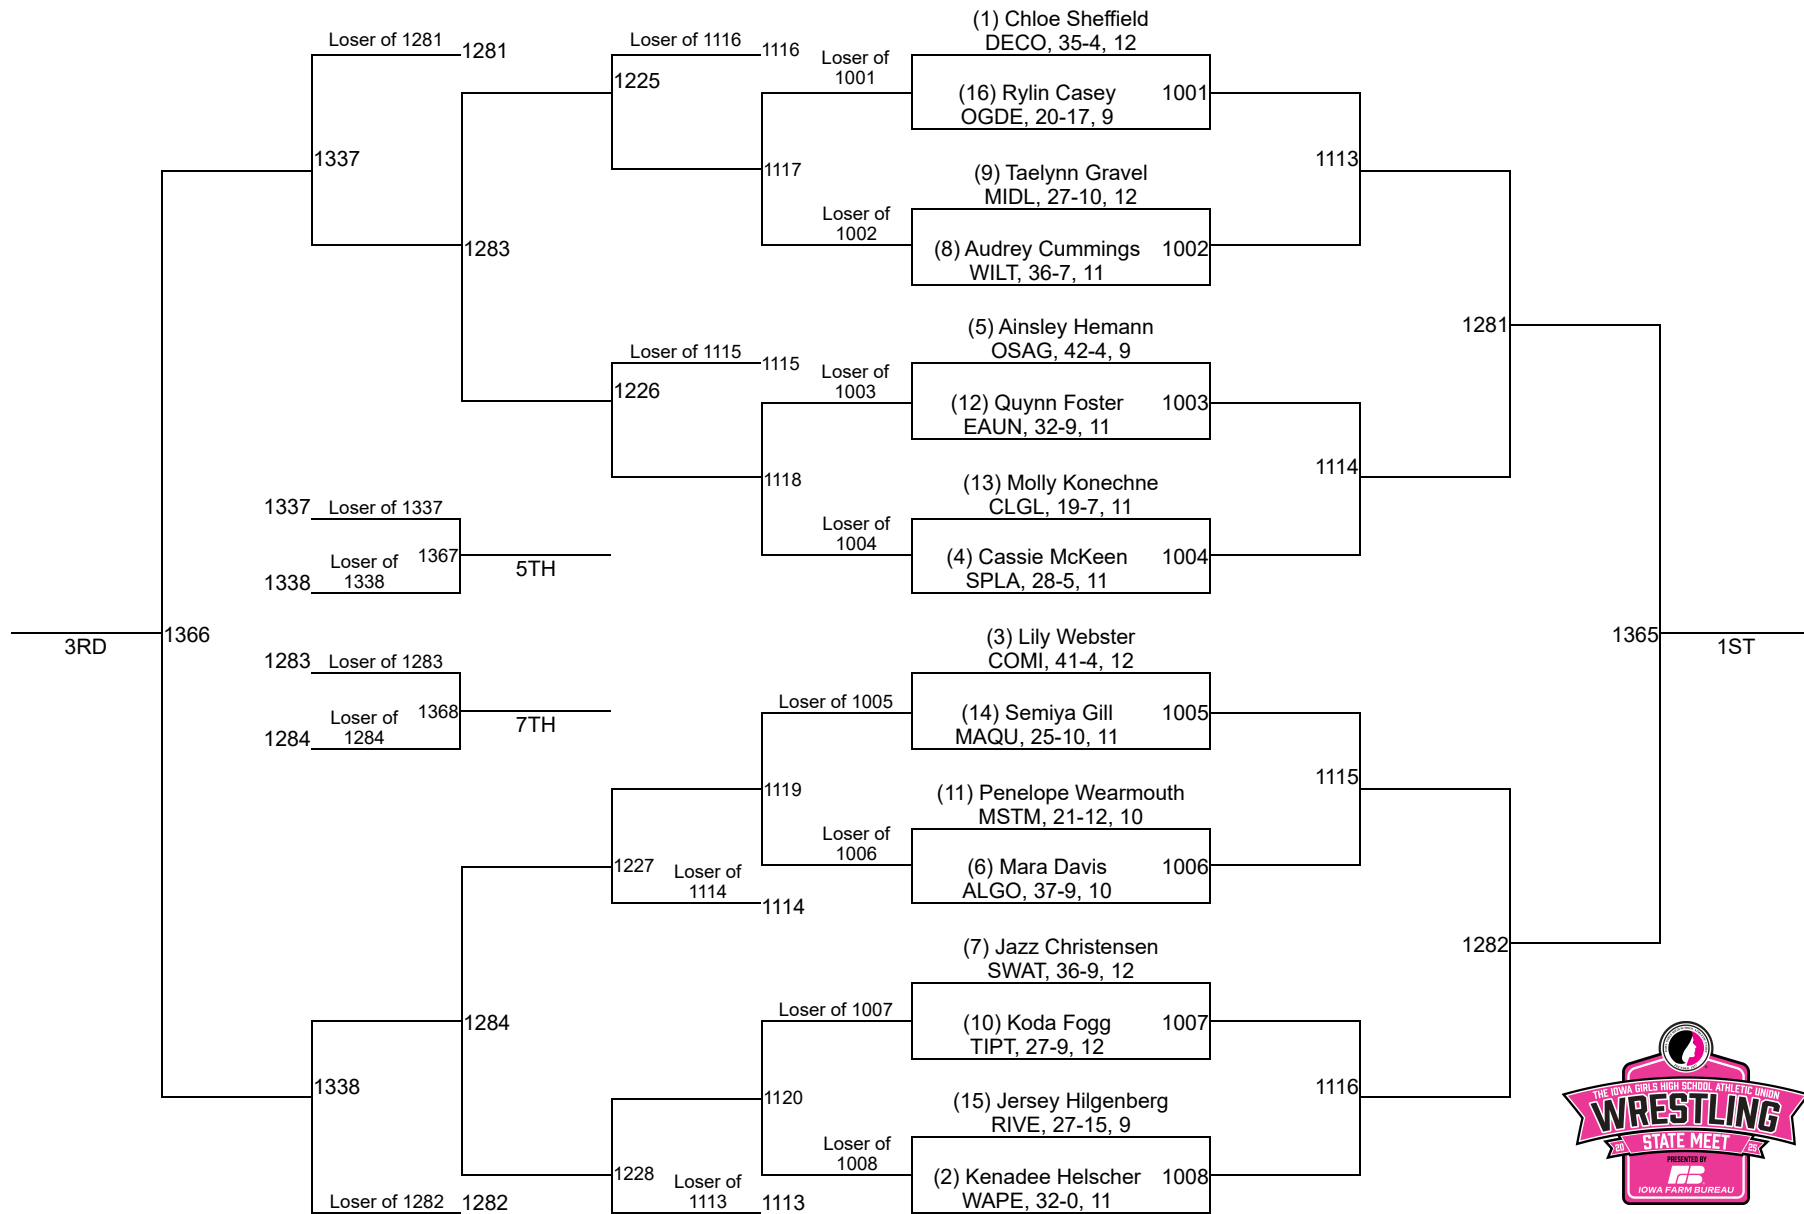 (1) Chloe Sheffield
DECO, 35-4, 12
Loser of 1281
1281
Loser of 1116
1116
Loser of
1001
1225
(16) Rylin Casey
OGDE, 20-17, 9
1001
1337
1117
(9) Taelynn Gravel
MIDL, 27-10, 12
1113
Loser of
1002
1283
(8) Audrey Cummings
WILT, 36-7, 11
1002
(5) Ainsley Hemann
OSAG, 42-4, 9
1281
Loser of 1115
1115
Loser of
1003
1226
(12) Quynn Foster
EAUN, 32-9, 11
1003
1118
(13) Molly Konechne
CLGL, 19-7, 11
1114
1337
Loser of 1337
Loser of
1004
1367
5TH
Loser of
1338
1338
(4) Cassie McKeen
SPLA, 28-5, 11
1004
3RD
1366
(3) Lily Webster
COMI, 41-4, 12
1365
1ST
1283
Loser of 1283
Loser of
1284
1284
1368
7TH
Loser of 1005
(14) Semiya Gill
MAQU, 25-10, 11
1005
1119
(11) Penelope Wearmouth
MSTM, 21-12, 10
1115
Loser of
1006
1227
Loser of
1114
1114
(6) Mara Davis
ALGO, 37-9, 10
1006
(7) Jazz Christensen
SWAT, 36-9, 12
1282
1284
Loser of 1007
(10) Koda Fogg
TIPT, 27-9, 12
1007
1338
1120
(15) Jersey Hilgenberg
RIVE, 27-15, 9
1116
Loser of
1008
1228
Loser of
1113
1113
(2) Kenadee Helscher
WAPE, 32-0, 11
1008
Loser of 1282
1282
THE IOWA GIRLS HIGH SCHOOL ATHLETIC UNION
WRESTLING
20 STATE MEET 25
PRESENTED BY
FB
IOWA FARM BUREAU